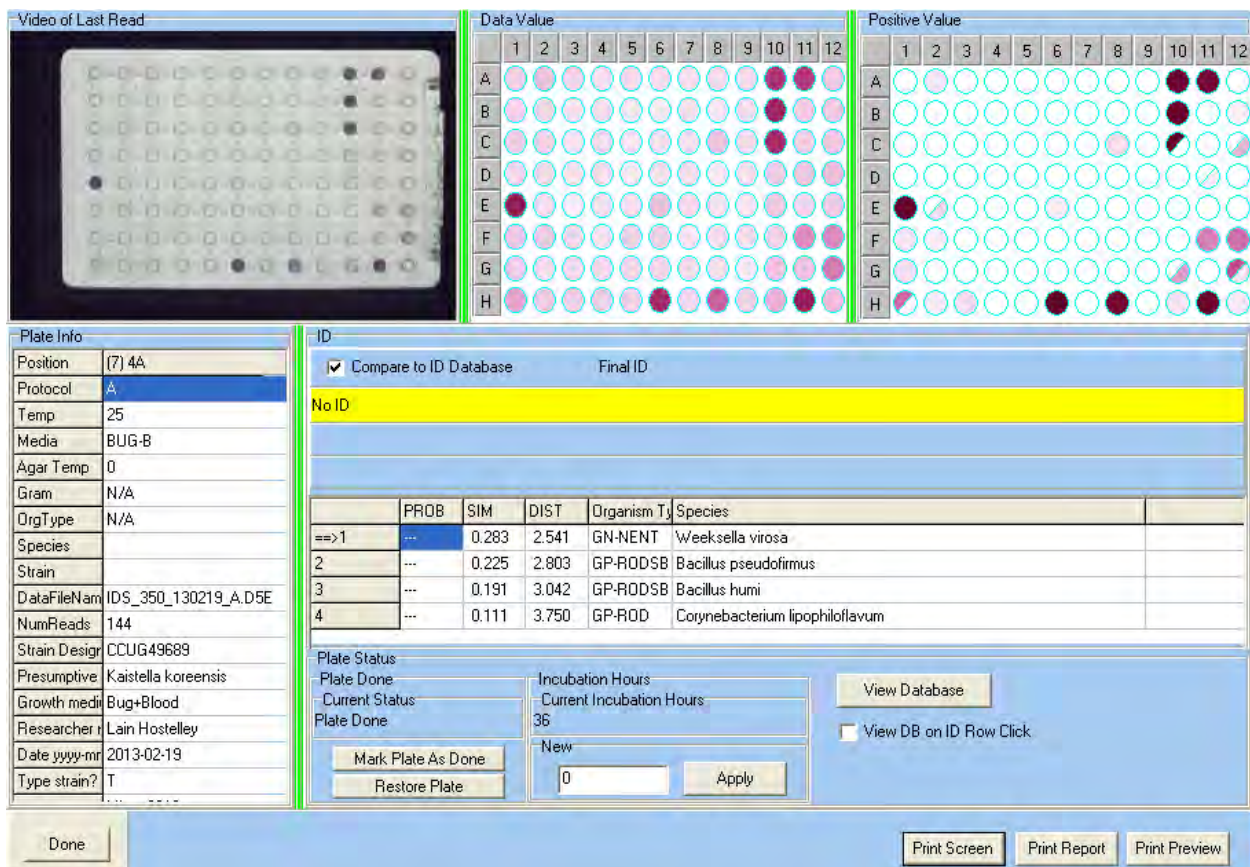 Video of Last Read
Data Value
1 2 3 4 5 6 7 8 9 10 11 12
A
B
C
D
E
F
G
H
Positive Value
1 2 3 4 5 6 7 8 9 10 11 12
A
B
C
D
E
F
G
H
Plate Info
Position (7) 4A
Protocol A
Temp 25
Media BUG-B
Agar Temp 0
Gram N/A
OrgType N/A
Species
Strain
DataFileNam IDS_350_130219_A.D5E
NumReads 144
Strain Desigr CCUG49689
Presumptive Kaistella koreensis
Growth medi Bug+Blood
Researcher r Lain Hostelley
Date yyyy-mr 2013-02-19
Type strain? T
ID
Compare to ID Database Final ID
No ID
PROB SIM DIST Organism Ty Species
==>1 --- 0.283 2.541 GN-NENT Weeksella virosa
2 --- 0.225 2.803 GP-RODSB Bacillus pseudofirmus
3 --- 0.191 3.042 GP-RODSB Bacillus humi
4 --- 0.111 3.750 GP-ROD Corynebacterium lipophiloflavum
Plate Status
Plate Done
Current Status
Plate Done
Mark Plate As Done
Restore Plate
Incubation Hours
Current Incubation Hours
36
New
0 Apply
View Database
View DB on ID Row Click
Done
Print Screen Print Report Print Preview